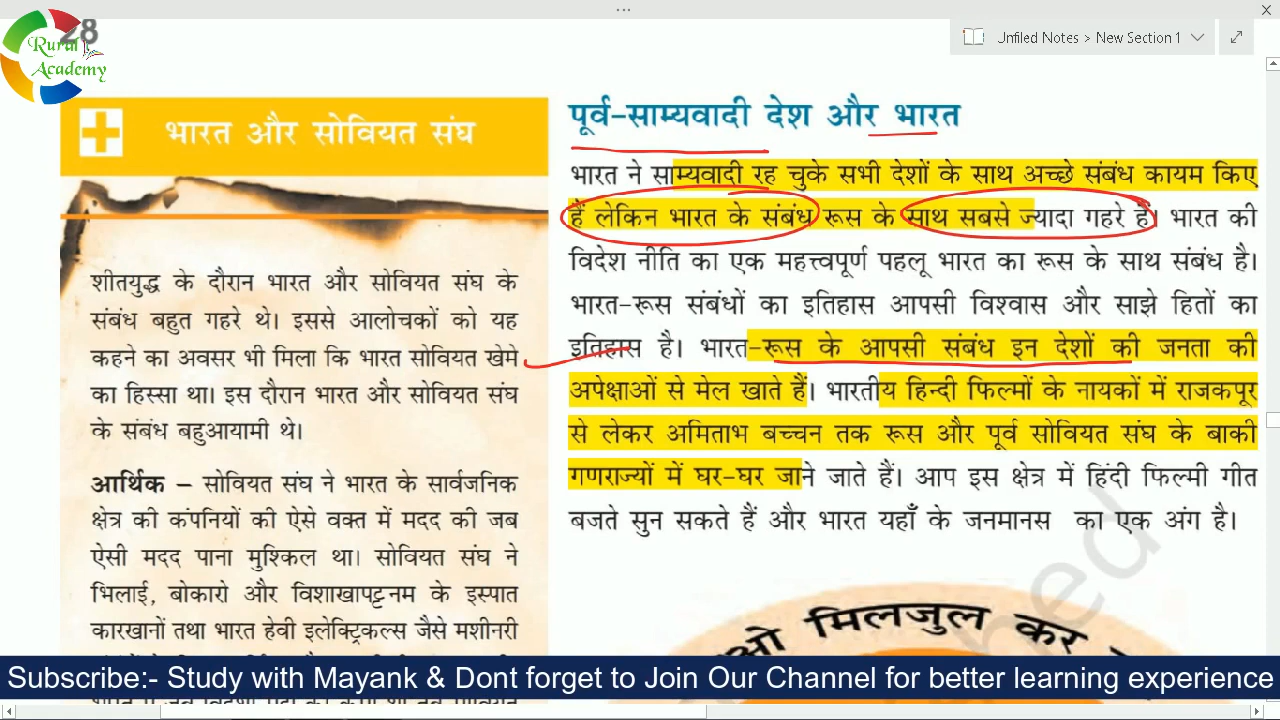 28
Rural
Academy
Unfiled Notes > New Section 1
भारत और सोवियत संघ
शीतयुद्ध के दौरान भारत और सोवियत संघ के
संबंध बहुत गहरे थे। इससे आलोचकों को यह
कहने का अवसर भी मिला कि भारत सोवियत खेमे
का हिस्सा था। इस दौरान भारत और सोवियत संघ
के संबंध बहुआयामी थे।
आर्थिक – सोवियत संघ ने भारत के सार्वजनिक
क्षेत्र की कंपनियों की ऐसे वक्त में मदद की जब
ऐसी मदद पाना मुश्किल था। सोवियत संघ ने
भिलाई, बोकारो और विशाखापट्टनम के इस्पात
कारखानों तथा भारत हेवी इलेक्ट्रिकल्स जैसे मशीनरी
पूर्व-साम्यवादी देश और भारत
भारत ने साम्यवादी रह चुके सभी देशों के साथ अच्छे संबंध कायम किए
हैं लेकिन भारत के संबंध रूस के साथ सबसे ज्यादा गहरे हैं। भारत की
विदेश नीति का एक महत्त्वपूर्ण पहलू भारत का रूस के साथ संबंध है।
भारत-रूस संबंधों का इतिहास आपसी विश्वास और साझे हितों का
इतिहास है। भारत-रूस के आपसी संबंध इन देशों की जनता की
अपेक्षाओं से मेल खाते हैं। भारतीय हिन्दी फिल्मों के नायकों में राजकपूर
से लेकर अमिताभ बच्चन तक रूस और पूर्व सोवियत संघ के बाकी
गणराज्यों में घर-घर जाने जाते हैं। आप इस क्षेत्र में हिंदी फिल्मी गीत
बजते सुन सकते हैं और भारत यहाँ के जनमानस का एक अंग है।
मिलजुल कर
Subscribe:- Study with Mayank & Dont forget to Join Our Channel for better learning experience